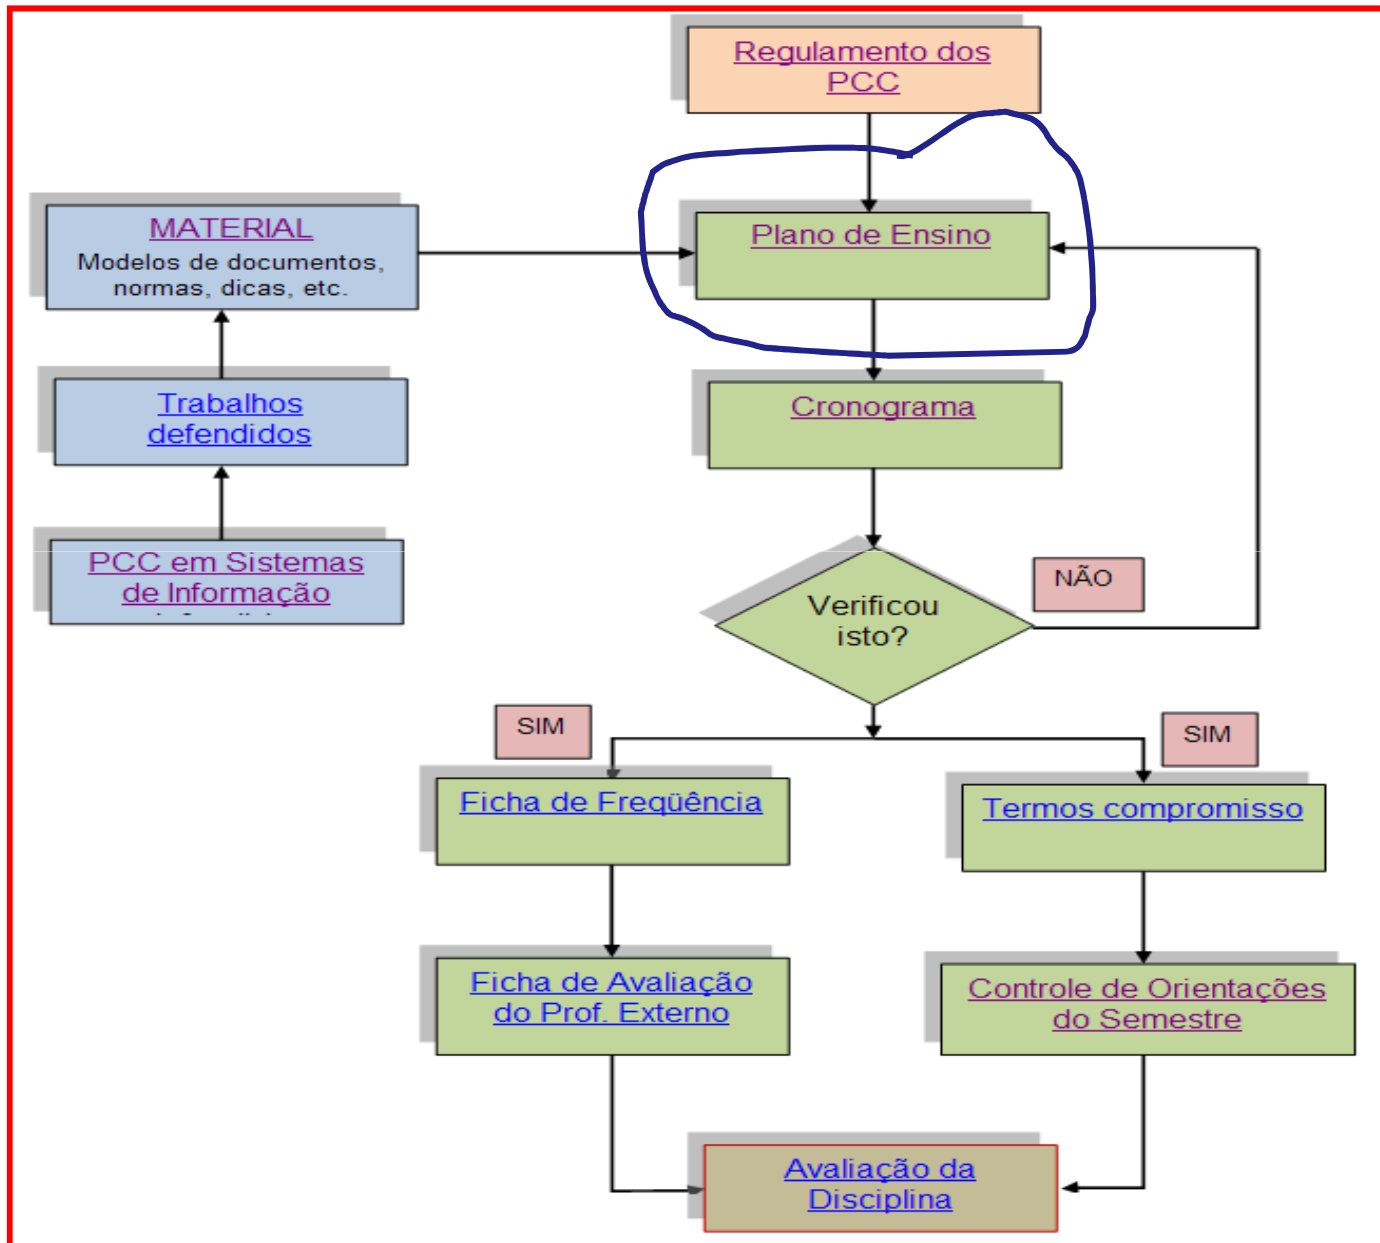 Regulamento dos
PCC
MATERIAL
Modelos de documentos,
normas, dicas, etc.
Plano de Ensino
Trabalhos
defendidos
Cronograma
PCC em Sistemas
de Informação
NÃO
Verificou
isto?
SIM
SIM
Ficha de Freqüência
Termos compromisso
Ficha de Avaliação
do Prof. Externo
Controle de Orientações
do Semestre
Avaliação da
Disciplina